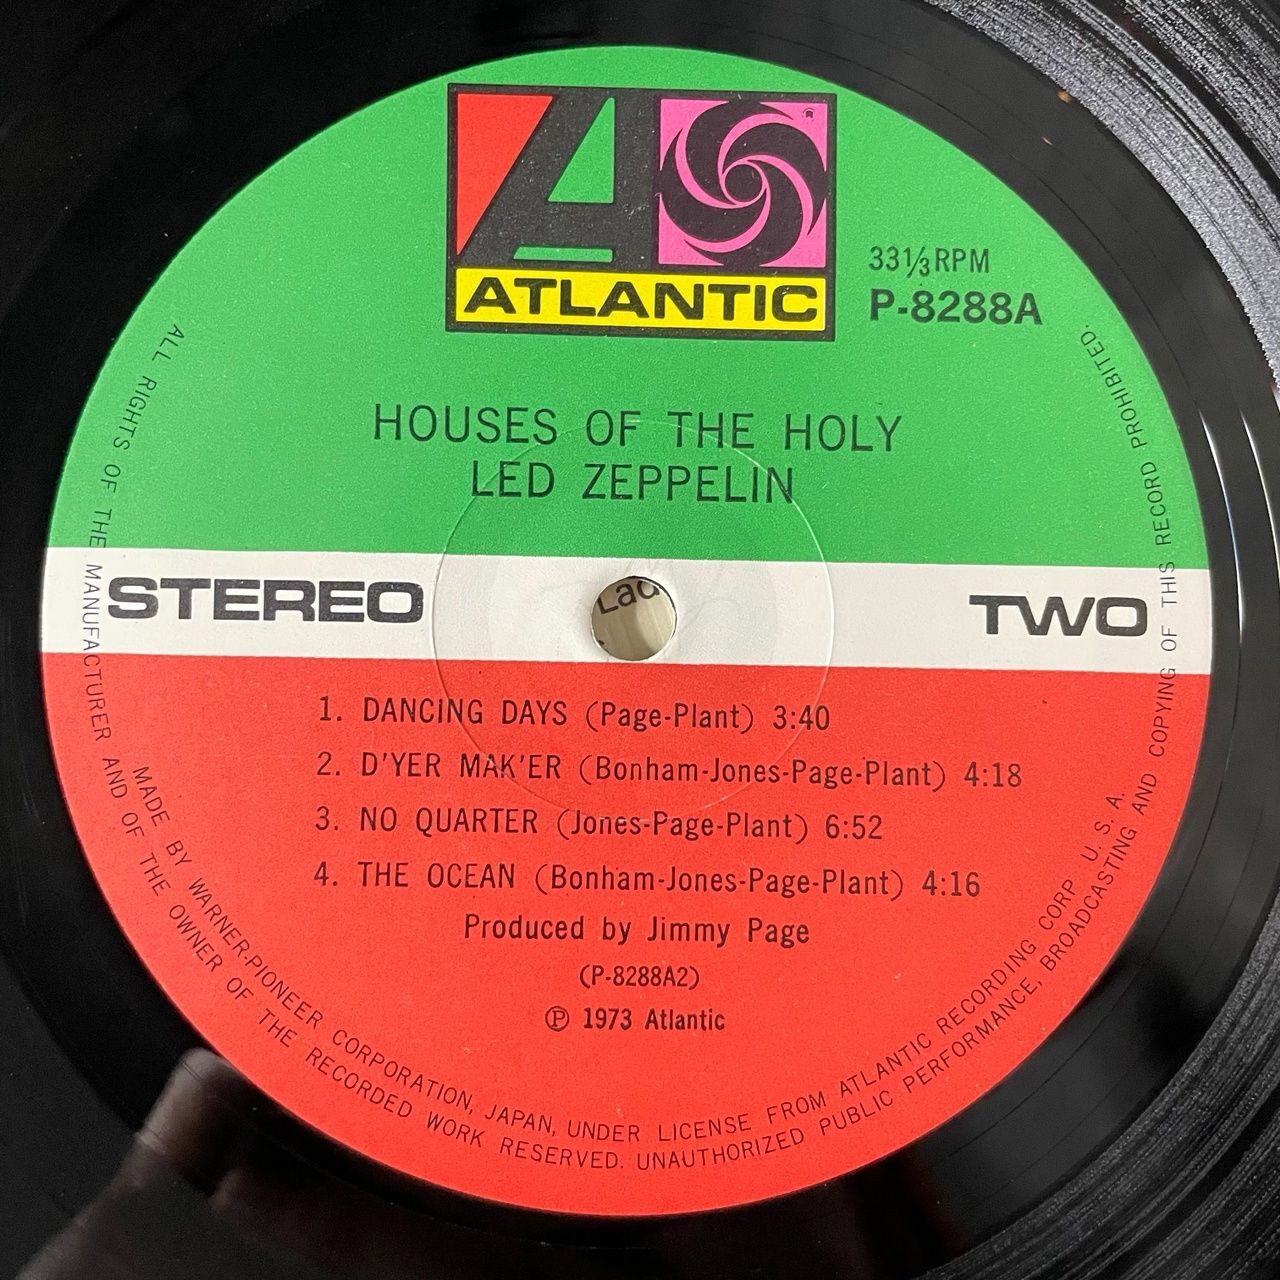 ATLANTIC
33⅓RPM
P-8288A
HOUSES OF THE HOLY
LED ZEPPELIN
STEREO
TWO
Lad
1. DANCING DAYS (Page-Plant) 3:40
2. D'YER MAK'ER (Bonham-Jones-Page-Plant) 4:18
3. NO QUARTER (Jones-Page-Plant) 6:52
4. THE OCEAN (Bonham-Jones-Page-Plant) 4:16
Produced by Jimmy Page
(P-8288A2)
℗ 1973 Atlantic
MADE BY WARNER-PIONEER CORPORATION, JAPAN, UNDER LICENSE FROM ATLANTIC RECORDING CORP. U. S. A.
ALL RIGHTS OF THE MANUFACTURER AND OF THE OWNER OF THE RECORDED WORK RESERVED. UNAUTHORIZED PUBLIC PERFORMANCE, BROADCASTING AND COPYING OF THIS RECORD PROHIBITED.